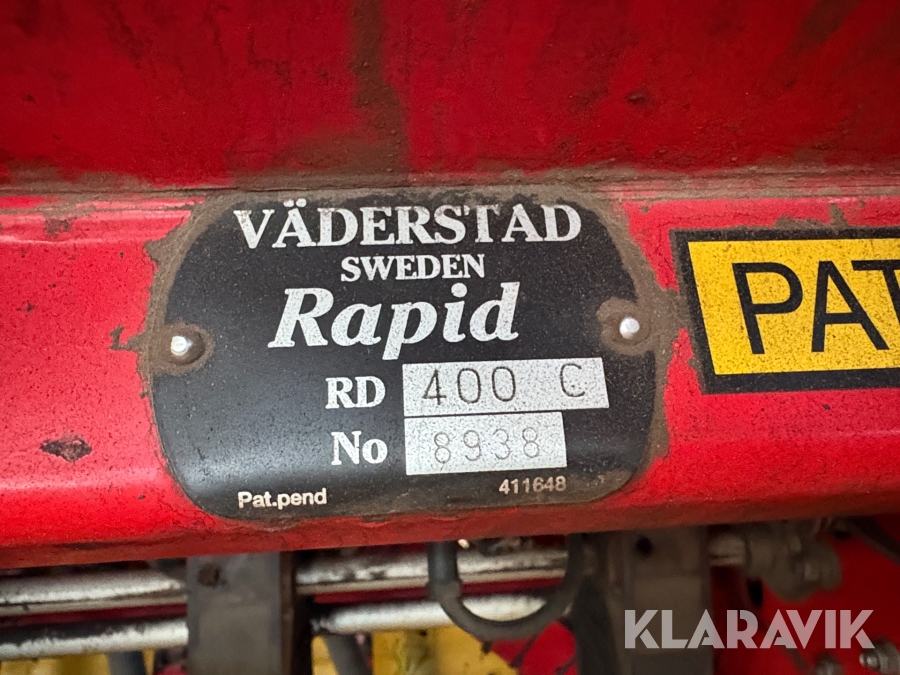 VÄDERSTAD
SWEDEN
Rapid
RD 400 C
No 8938
Pat.pend 411648
PAT
KLARAVIK